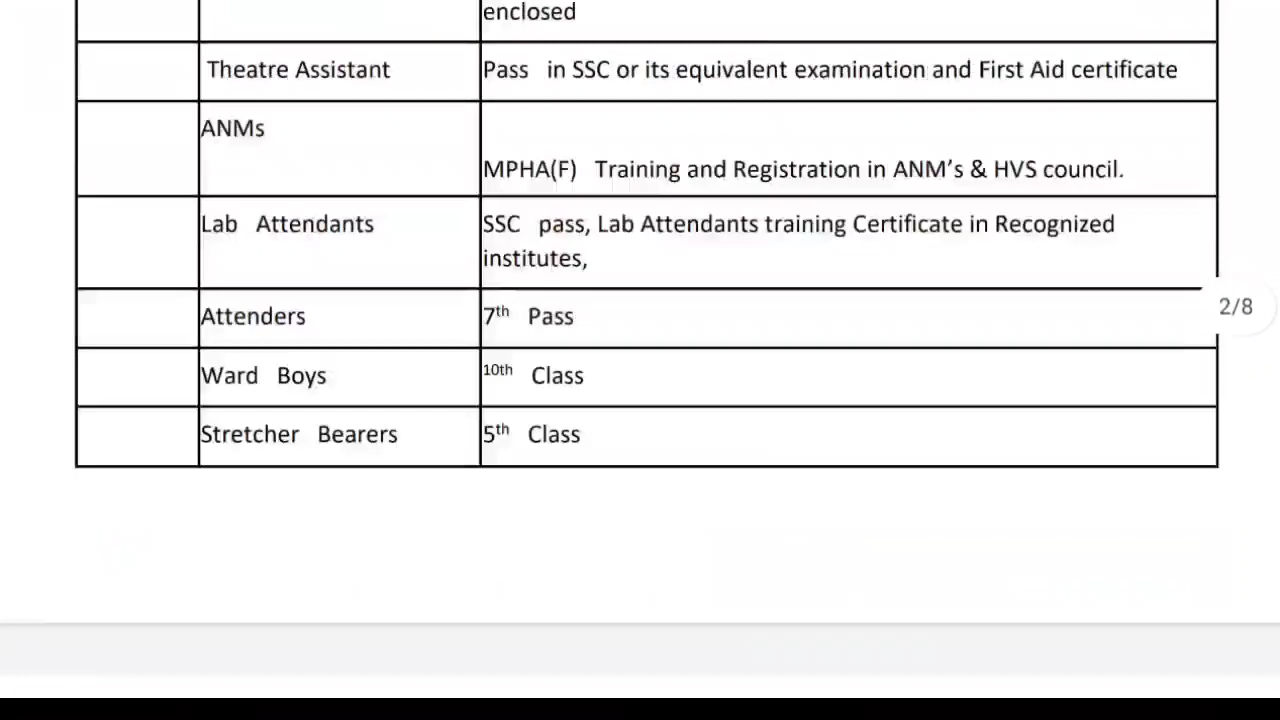 enclosed
Theatre Assistant Pass in SSC or its equivalent examination and First Aid certificate
ANMs
MPHA(F) Training and Registration in ANM’s & HVS council.
Lab Attendants SSC pass, Lab Attendants training Certificate in Recognized
institutes,
2/8
Attenders 7th Pass
Ward Boys 10th Class
Stretcher Bearers 5th Class